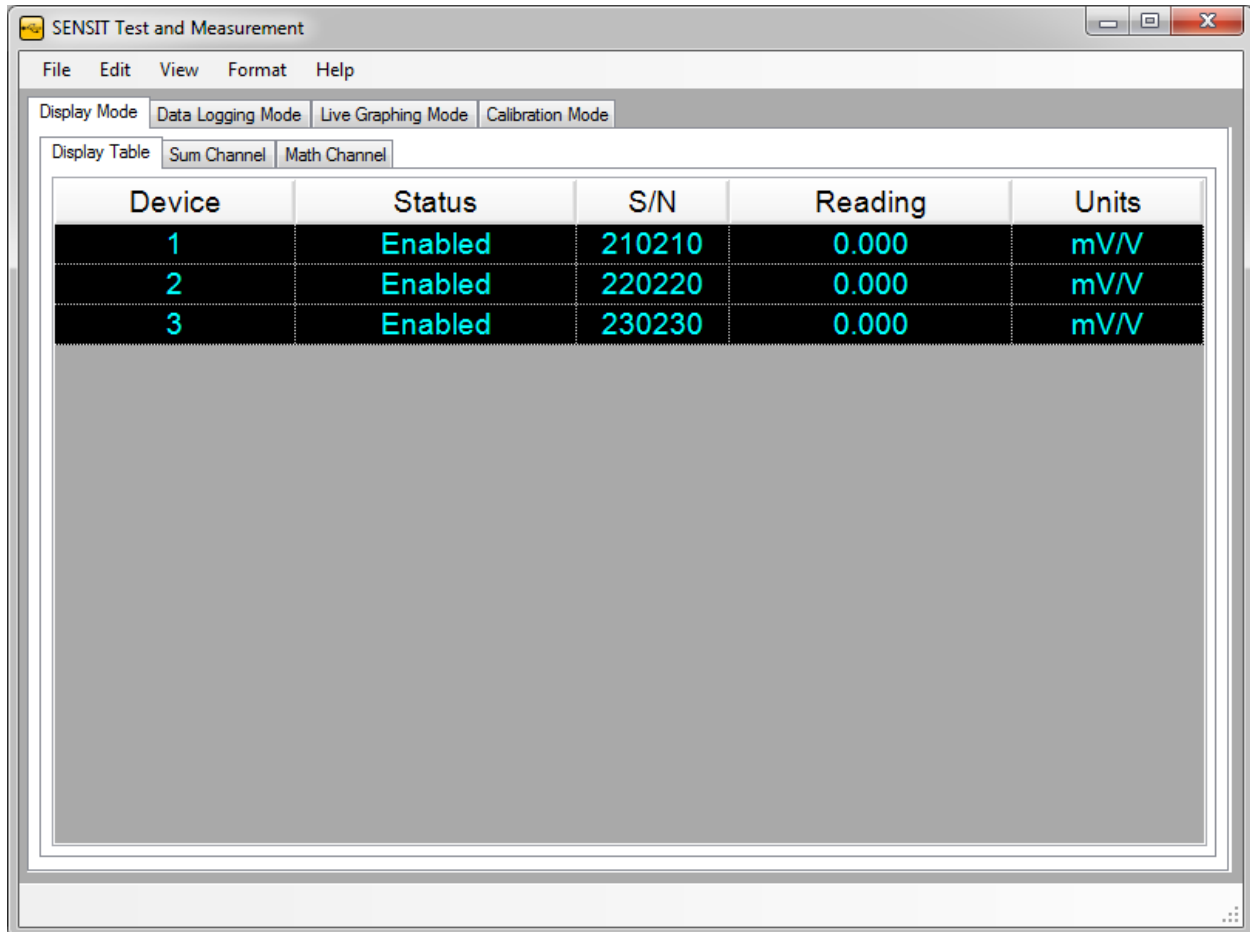 SENSIT Test and Measurement
File Edit View Format Help
Display Mode Data Logging Mode Live Graphing Mode Calibration Mode
Display Table Sum Channel Math Channel
Device Status S/N Reading Units
1 Enabled 210210 0.000 mV/V
2 Enabled 220220 0.000 mV/V
3 Enabled 230230 0.000 mV/V